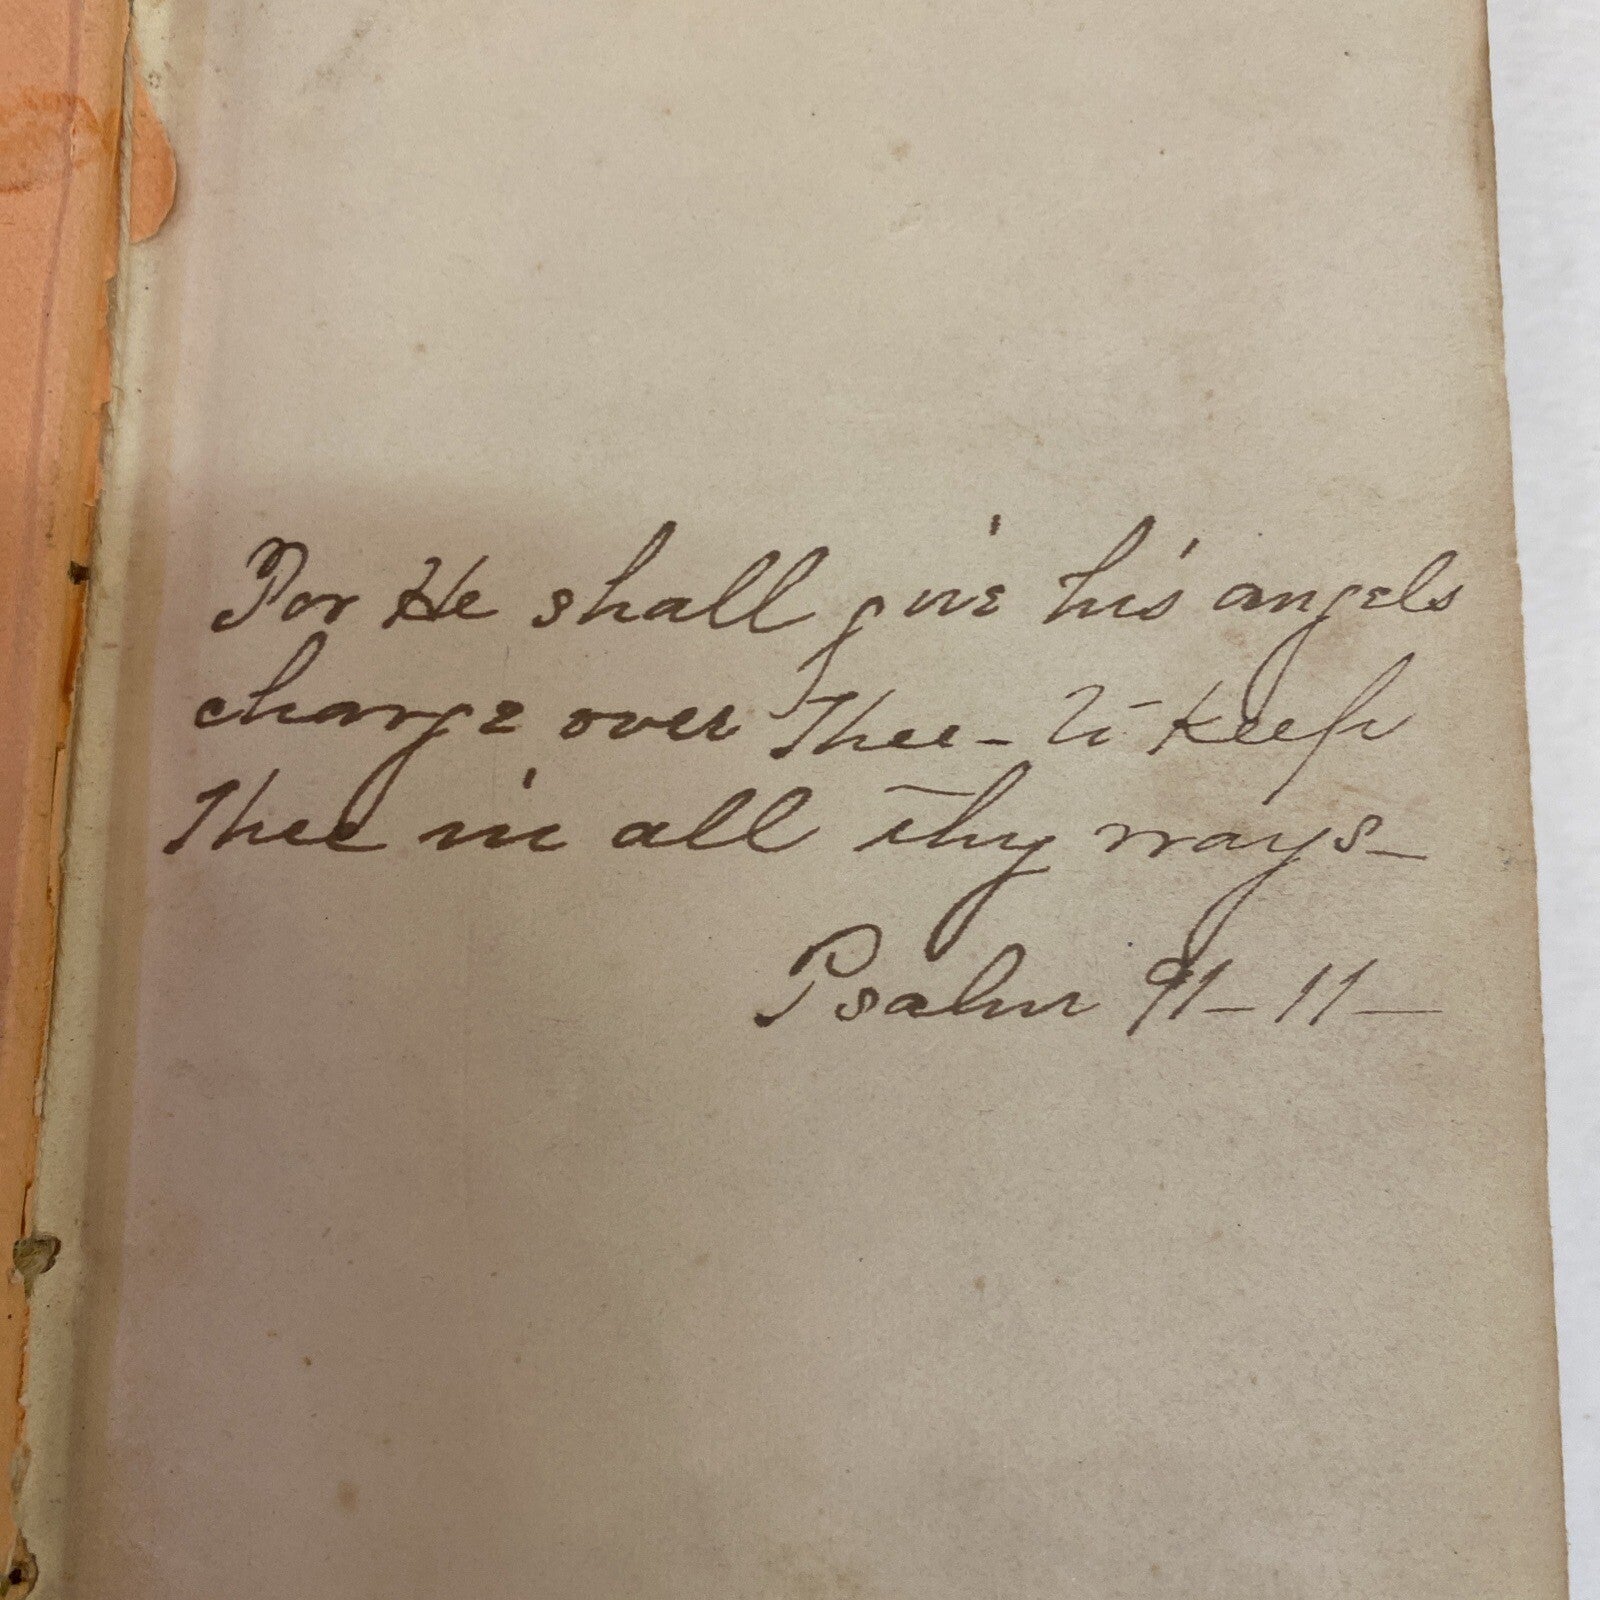 For He shall give his angels
charge over Thee - To keep
Thee in all thy ways -
Psalm 91 - 11 -